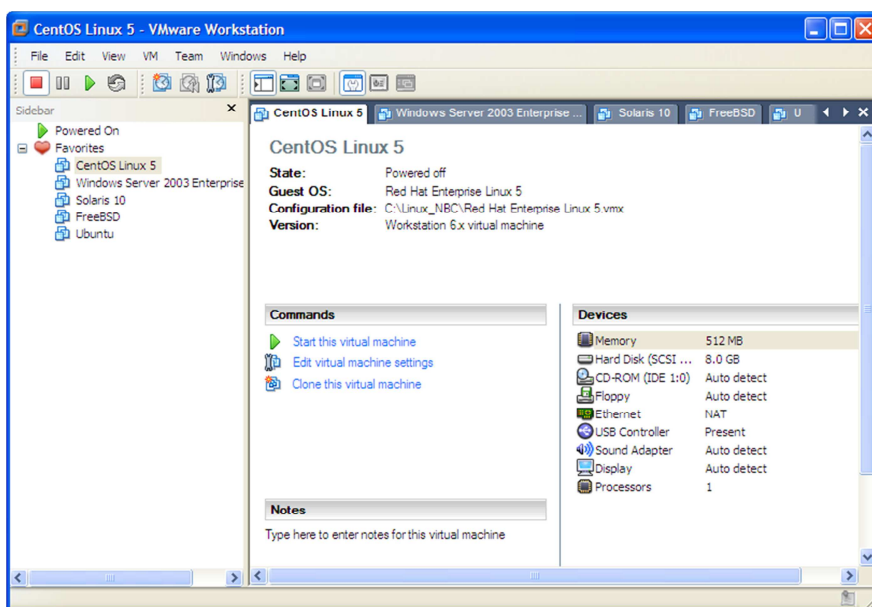 CentOS Linux 5 - VMware Workstation
File Edit View VM Team Windows Help
Sidebar
Powered On
Favorites
CentOS Linux 5
Windows Server 2003 Enterprise
Solaris 10
FreeBSD
Ubuntu
CentOS Linux 5 Windows Server 2003 Enterprise ... Solaris 10 FreeBSD U
CentOS Linux 5
State: Powered off
Guest OS: Red Hat Enterprise Linux 5
Configuration file: C:\Linux_NBC\Red Hat Enterprise Linux 5.vmx
Version: Workstation 6.x virtual machine
Commands
Start this virtual machine
Edit virtual machine settings
Clone this virtual machine
Notes
Type here to enter notes for this virtual machine
Devices
Memory 512 MB
Hard Disk (SCSI ... 8.0 GB
CD-ROM (IDE 1:0) Auto detect
Floppy Auto detect
Ethernet NAT
USB Controller Present
Sound Adapter Auto detect
Display Auto detect
Processors 1